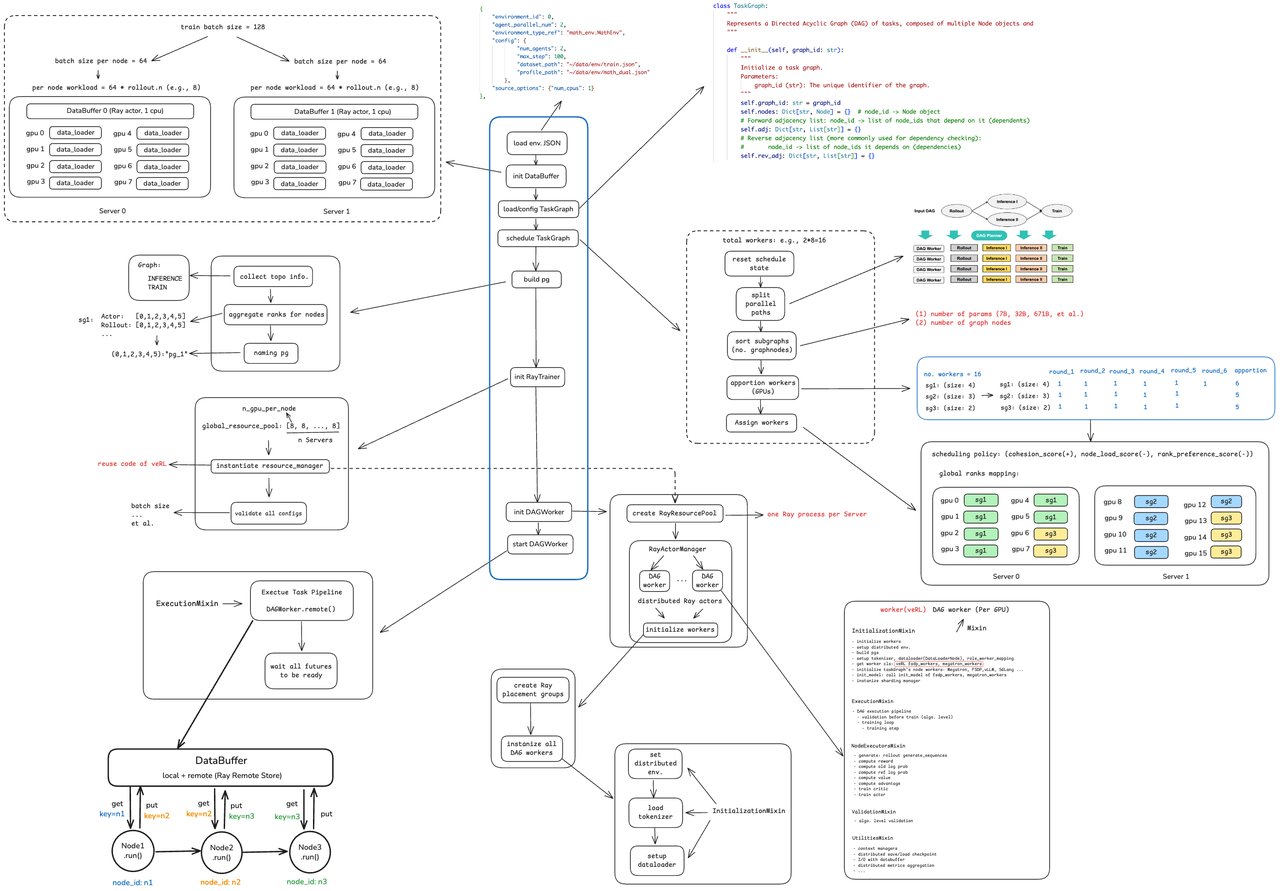 train batch size = 128
batch size per node = 64
batch size per node = 64
per node workload = 64 * rollout.n (e.g., 8)
per node workload = 64 * rollout.n (e.g., 8)
DataBuffer 0 (Ray actor, 1 cpu)
gpu 0 data_loader gpu 4 data_loader
gpu 1 data_loader gpu 5 data_loader
gpu 2 data_loader gpu 6 data_loader
gpu 3 data_loader gpu 7 data_loader
Server 0
DataBuffer 1 (Ray actor, 1 cpu)
gpu 0 data_loader gpu 4 data_loader
gpu 1 data_loader gpu 5 data_loader
gpu 2 data_loader gpu 6 data_loader
gpu 3 data_loader gpu 7 data_loader
Server 1
{
"environment_id": 0,
"agent_parallel_num": 2,
"environment_type_ref": "math_env.MathEnv",
"config": {
"num_agents": 2,
"max_step": 100,
"dataset_path": "~/data/env/train.json",
"profile_path": "~/data/env/math_dual.json"
},
"source_options": {"num_cpus": 1}
},
class TaskGraph:
"""
Represents a Directed Acyclic Graph (DAG) of tasks, composed of multiple Node objects and
"""
def __init__(self, graph_id: str):
"""
Initialize a task graph.
Parameters:
graph_id (str): The unique identifier of the graph.
"""
self.graph_id: str = graph_id
self.nodes: Dict[str, Node] = {} # node_id -> Node object
# Forward adjacency list: node_id -> list of node_ids that depend on it (dependents)
self.adj: Dict[str, List[str]] = {}
# Reverse adjacency list (more commonly used for dependency checking):
# node_id -> list of node_ids it depends on (dependencies)
self.rev_adj: Dict[str, List[str]] = {}
load env.JSON
init DataBuffer
load/config TaskGraph
schedule TaskGraph
build pg
init RayTrainer
init DAGWorker
start DAGWorker
Graph:
INFERENCE
TRAIN
collect topo info.
aggregate ranks for nodes
naming pg
sg1: Actor: [0,1,2,3,4,5]
Rollout: [0,1,2,3,4,5]
...
(0,1,2,3,4,5):"pg_1"
n_gpu_per_node
global_resource_pool: [8, 8, ..., 8]
n Servers
instantiate resource_manager
validate all configs
reuse code of veRL
batch size
...
et al.
total workers: e.g., 2*8=16
reset schedule
state
split
parallel
paths
sort subgraphs
(no. graphnodes)
apportion workers
(GPUs)
Assign workers
Input DAG
Rollout
Inference I
Inference II
Train
DAG Planner
DAG Worker Rollout Inference I Inference II Train
DAG Worker Rollout Inference I Inference II Train
DAG Worker Rollout Inference I Inference II Train
DAG Worker Rollout Inference I Inference II Train
(1) number of params (7B, 32B, 671B, et al.)
(2) number of graph nodes
no. workers = 16 round_1 round_2 round_3 round_4 round_5 round_6 apportion
sg1: (size: 4) sg1: (size: 4) 1 1 1 1 1 1 6
sg2: (size: 3) sg2: (size: 3) 1 1 1 1 1 5
sg3: (size: 2) sg3: (size: 2) 1 1 1 1 1 5
scheduling policy: (cohesion_score(+), node_load_score(-), rank_preference_score(-))
global ranks mapping:
gpu 0 sg1 gpu 4 sg1
gpu 1 sg1 gpu 5 sg1
gpu 2 sg1 gpu 6 sg3
gpu 3 sg1 gpu 7 sg3
Server 0
gpu 8 sg2 gpu 12 sg2
gpu 9 sg2 gpu 13 sg3
gpu 10 sg2 gpu 14 sg3
gpu 11 sg2 gpu 15 sg3
Server 1
create RayResourcePool
one Ray process per Server
RayActorManager
DAG
worker
...
DAG
worker
distributed Ray actors
initialize workers
create Ray
placement groups
instanize all
DAG workers
set
distributed
env.
load
tokenizer
setup
dataloader
InitializationMixin
ExecutionMixin
Exectue Task Pipeline
DAGWorker.remote()
wait all futures
to be ready
DataBuffer
local + remote (Ray Remote Store)
get put get put get put
key=n1 key=n2 key=n2 key=n3 key=n3
Node1
.run()
Node2
.run()
Node3
.run()
node_id: n1 node_id: n2 node_id: n3
worker(veRL) DAG worker (Per GPU)
Mixin
InitializationMixin
- initialize workers
- setup distributed env.
- build pgs
- setup tokenizer, dataloader(DataLoaderNode), role_worker_mapping
- get worker cls: veRL fsdp_workers, megatron_workers
- initialize taskgraph's node workers: Megatron, FSDP,vLLM, SGLang ...
- init_model: call init_model of fsdp_workers, megatron_workers
- instanize sharding manager
ExecutionMixin
- DAG execution pipeline
- validation before train (algo. level)
- training loop
- training step
NodeExecutorsMixin
- generate: rollout generate_sequences
- compute reward
- compute old log prob
- compute ref log prob
- compute value
- compute advantage
- train critic
- train actor
ValidationMixin
- algo. level validation
UtilitiesMixin
- context managers
- distributed save/load checkpoint
- I/O with databuffer
- distributed metrics aggregation
- ...